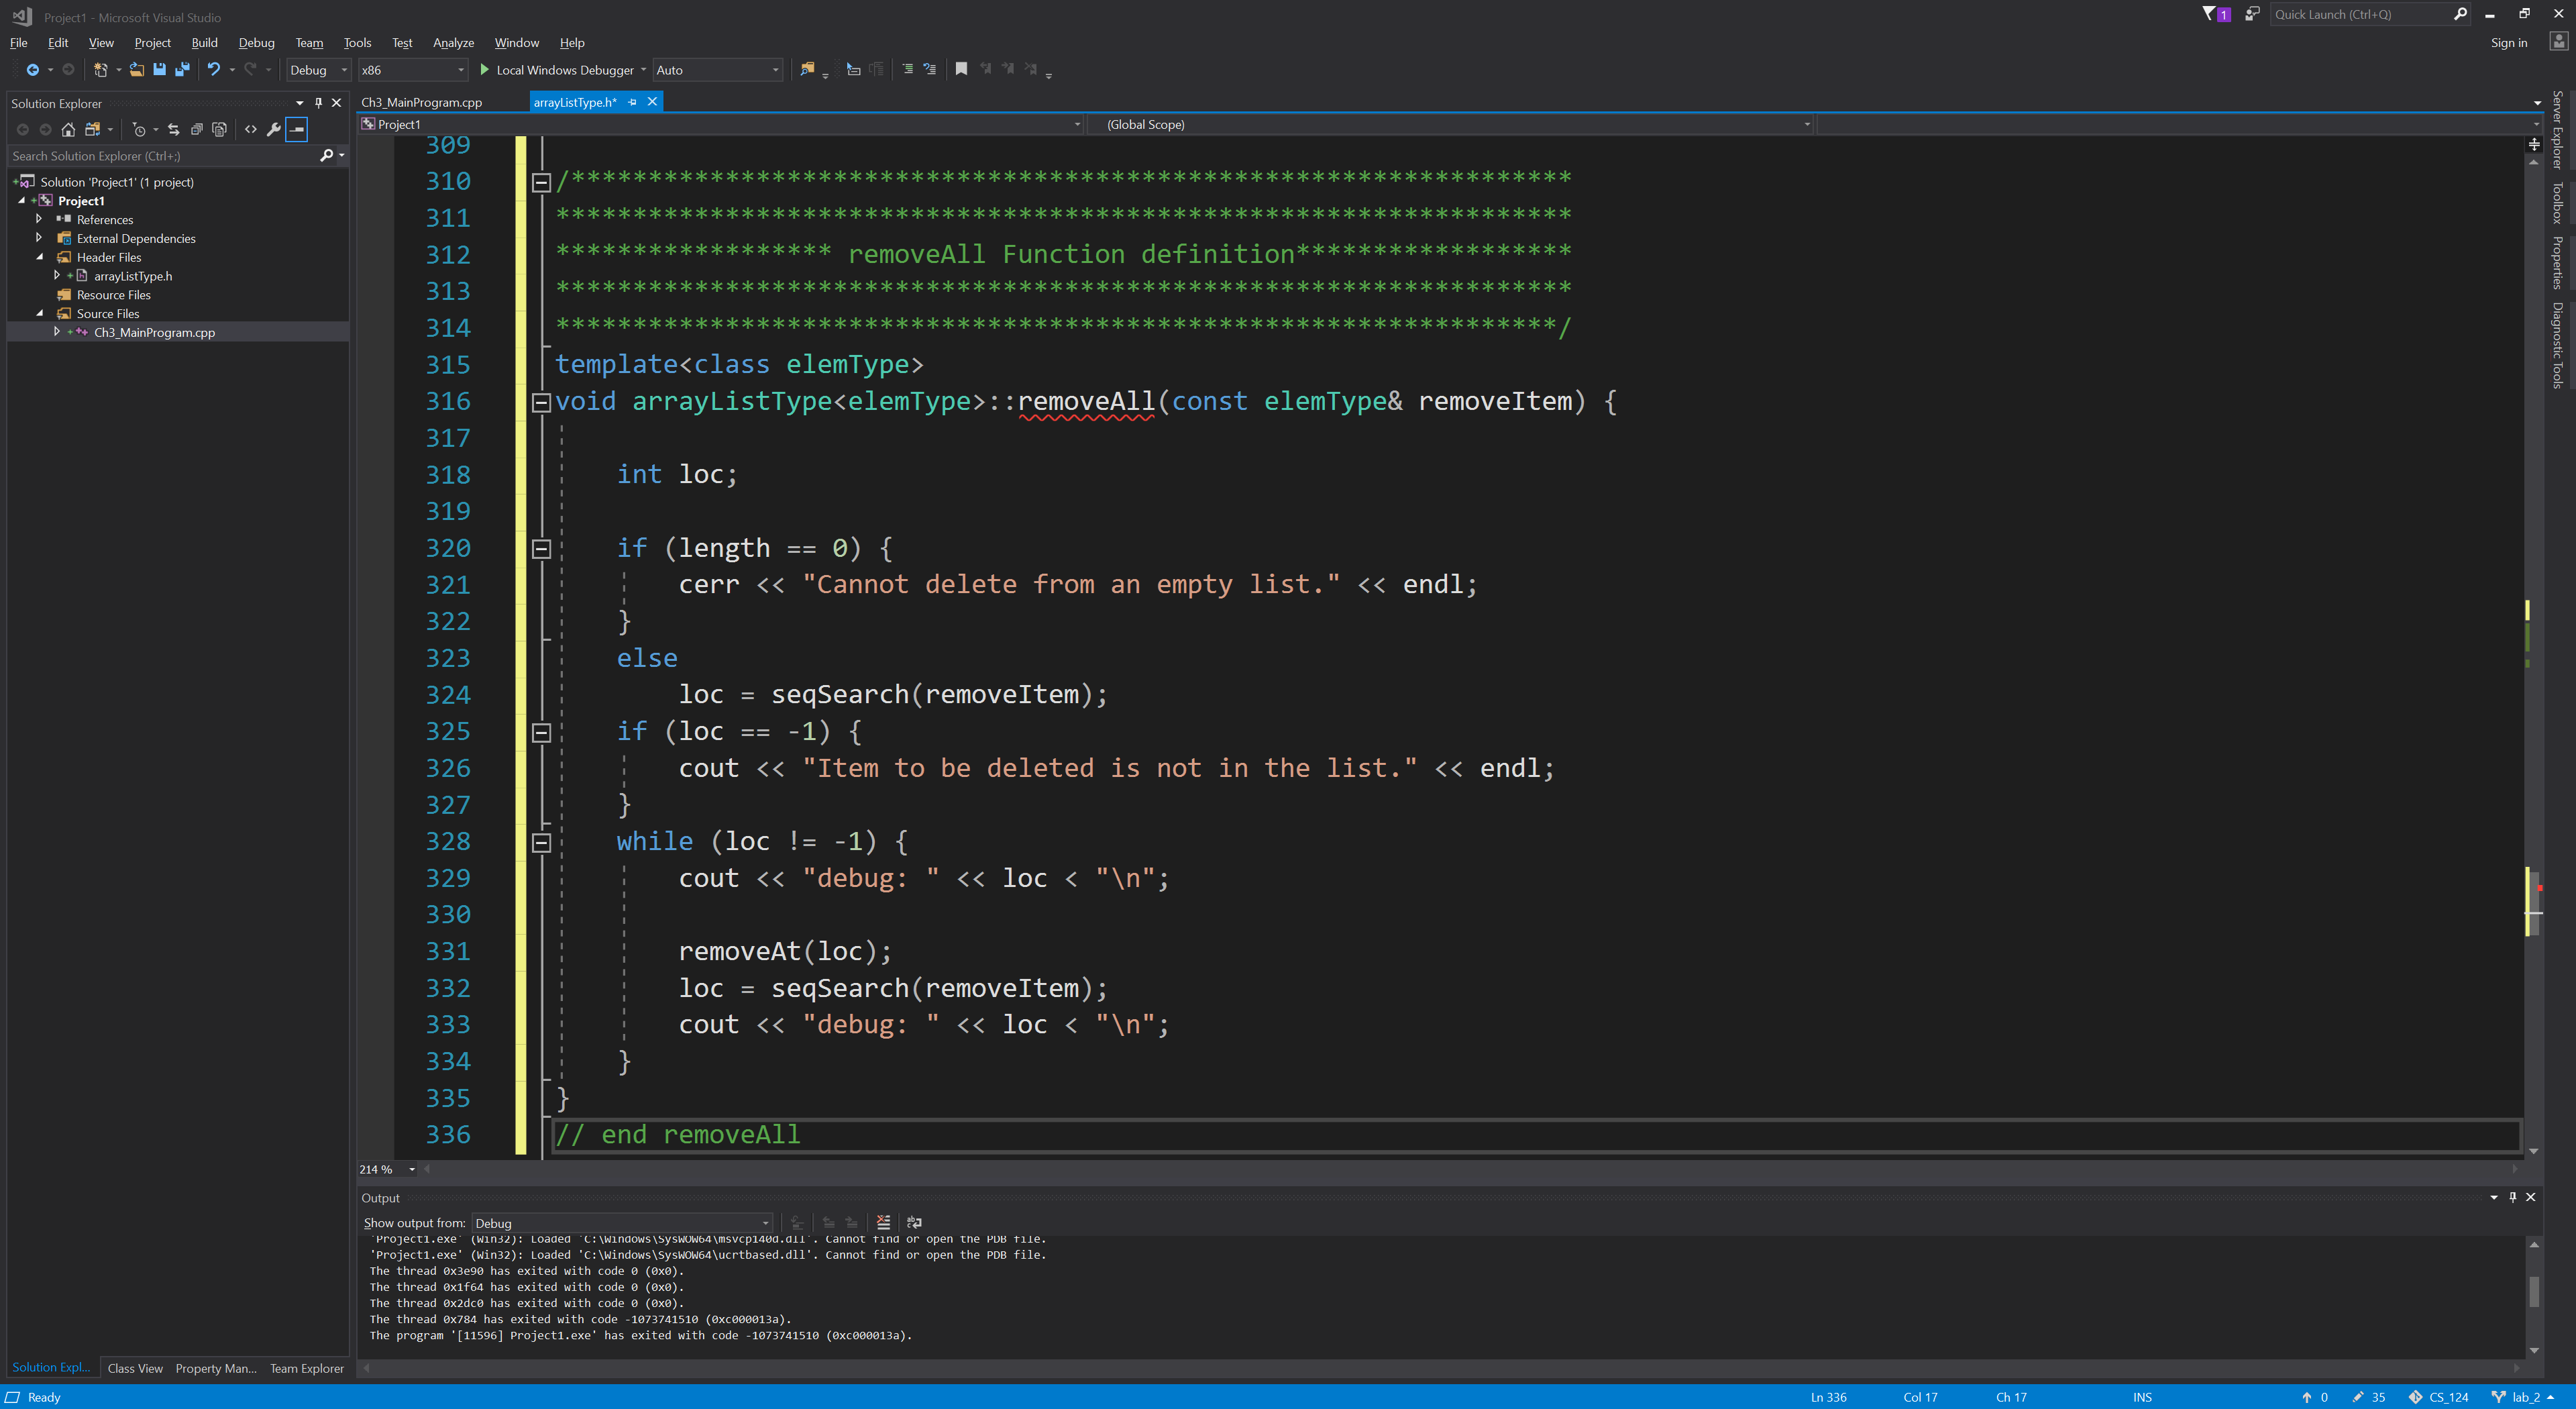 Project1 - Microsoft Visual Studio
1
Quick Launch (Ctrl+Q)
File Edit View Project Build Debug Team Tools Test Analyze Window Help
Sign in
Debug x86 Local Windows Debugger Auto
Solution Explorer
Search Solution Explorer (Ctrl+;)
Solution 'Project1' (1 project)
Project1
References
External Dependencies
Header Files
arrayListType.h
Resource Files
Source Files
Ch3_MainProgram.cpp
Ch3_MainProgram.cpp arrayListType.h*
Project1 (Global Scope)
309
310 /*****************************************************************
311 ******************************************************************
312 ****************** removeAll Function definition******************
313 ******************************************************************
314 *****************************************************************/
315 template<class elemType>
316 void arrayListType<elemType>::removeAll(const elemType& removeItem) {
317
318 int loc;
319
320 if (length == 0) {
321 cerr << "Cannot delete from an empty list." << endl;
322 }
323 else
324 loc = seqSearch(removeItem);
325 if (loc == -1) {
326 cout << "Item to be deleted is not in the list." << endl;
327 }
328 while (loc != -1) {
329 cout << "debug: " << loc < "\n";
330
331 removeAt(loc);
332 loc = seqSearch(removeItem);
333 cout << "debug: " << loc < "\n";
334 }
335 }
336 // end removeAll
214 %
Server Explorer
Toolbox
Properties
Diagnostic Tools
Output
Show output from: Debug
'Project1.exe' (Win32): Loaded 'C:\Windows\SysWOW64\msvcp140d.dll'. Cannot find or open the PDB file.
'Project1.exe' (Win32): Loaded 'C:\Windows\SysWOW64\ucrtbased.dll'. Cannot find or open the PDB file.
The thread 0x3e90 has exited with code 0 (0x0).
The thread 0x1f64 has exited with code 0 (0x0).
The thread 0x2dc0 has exited with code 0 (0x0).
The thread 0x784 has exited with code -1073741510 (0xc000013a).
The program '[11596] Project1.exe' has exited with code -1073741510 (0xc000013a).
Solution Expl... Class View Property Man... Team Explorer
Ready Ln 336 Col 17 Ch 17 INS 0 35 CS_124 lab_2